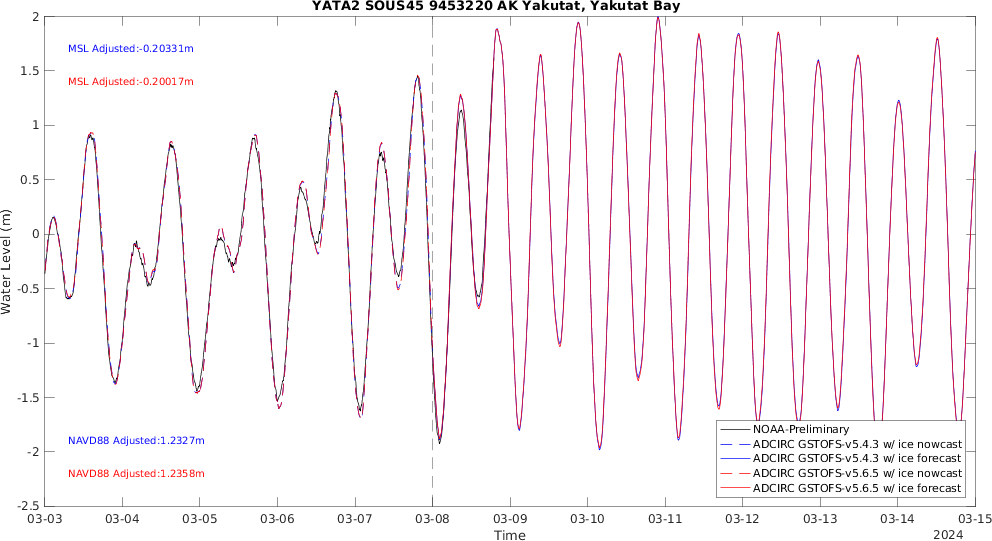 YATA2 SOUS45 9453220 AK Yakutat, Yakutat Bay
MSL Adjusted:-0.20331m
MSL Adjusted:-0.20017m
NAVD88 Adjusted:1.2327m
NAVD88 Adjusted:1.2358m
Water Level (m)
2
1.5
1
0.5
0
-0.5
-1
-1.5
-2
-2.5
NOAA-Preliminary
ADCIRC GSTOFS-v5.4.3 w/ ice nowcast
ADCIRC GSTOFS-v5.4.3 w/ ice forecast
ADCIRC GSTOFS-v5.6.5 w/ ice nowcast
ADCIRC GSTOFS-v5.6.5 w/ ice forecast
03-03 03-04 03-05 03-06 03-07 03-08 03-09 03-10 03-11 03-12 03-13 03-14 03-15
Time
2024